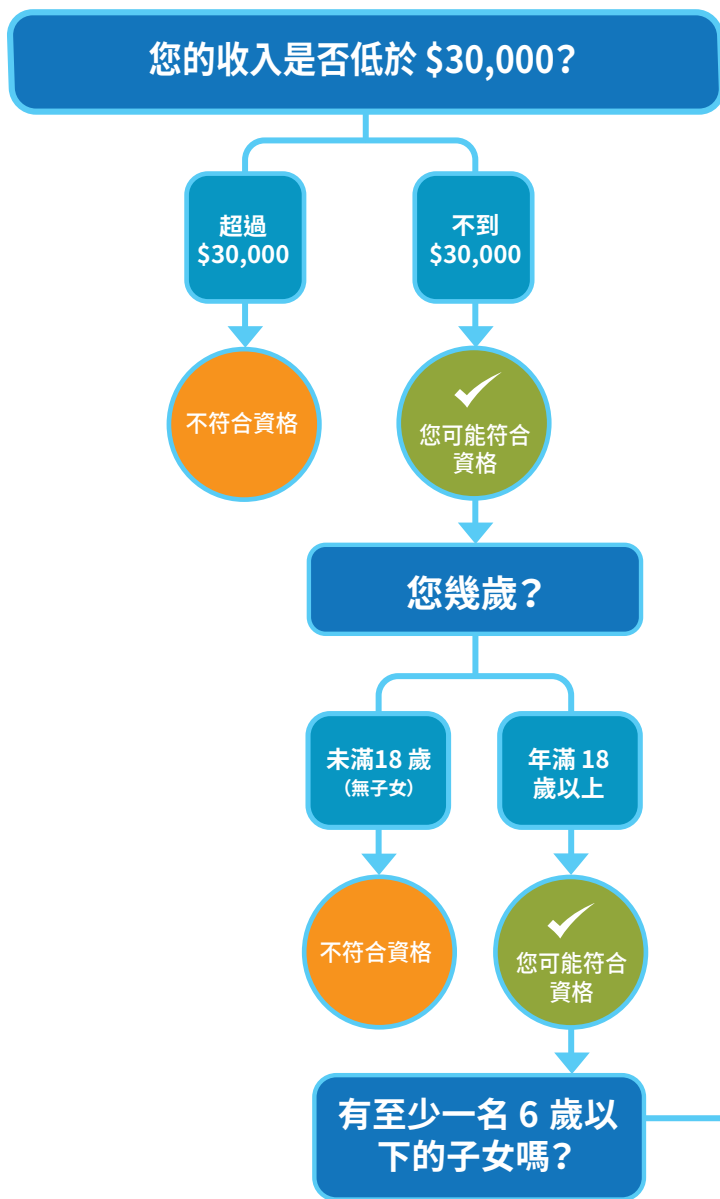 您的收入是否低於 $30,000？
超過
$30,000
不到
$30,000
不符合資格
您可能符合
資格
您幾歲？
未滿18 歲
（無子女）
年滿 18
歲以上
不符合資格
您可能符合
資格
有至少一名 6 歲以
下的子女嗎？